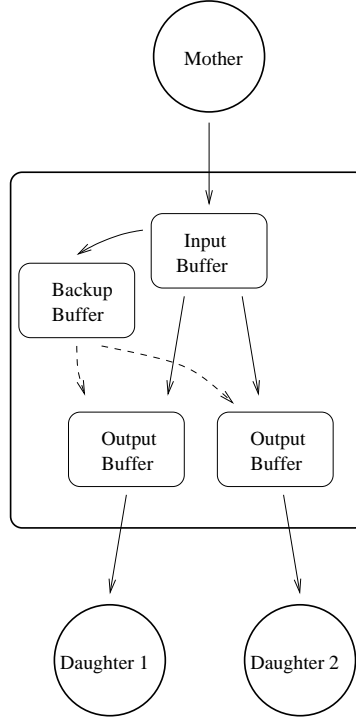 Mother
Input
Buffer
Backup
Buffer
Output
Buffer
Output
Buffer
Daughter 1
Daughter 2